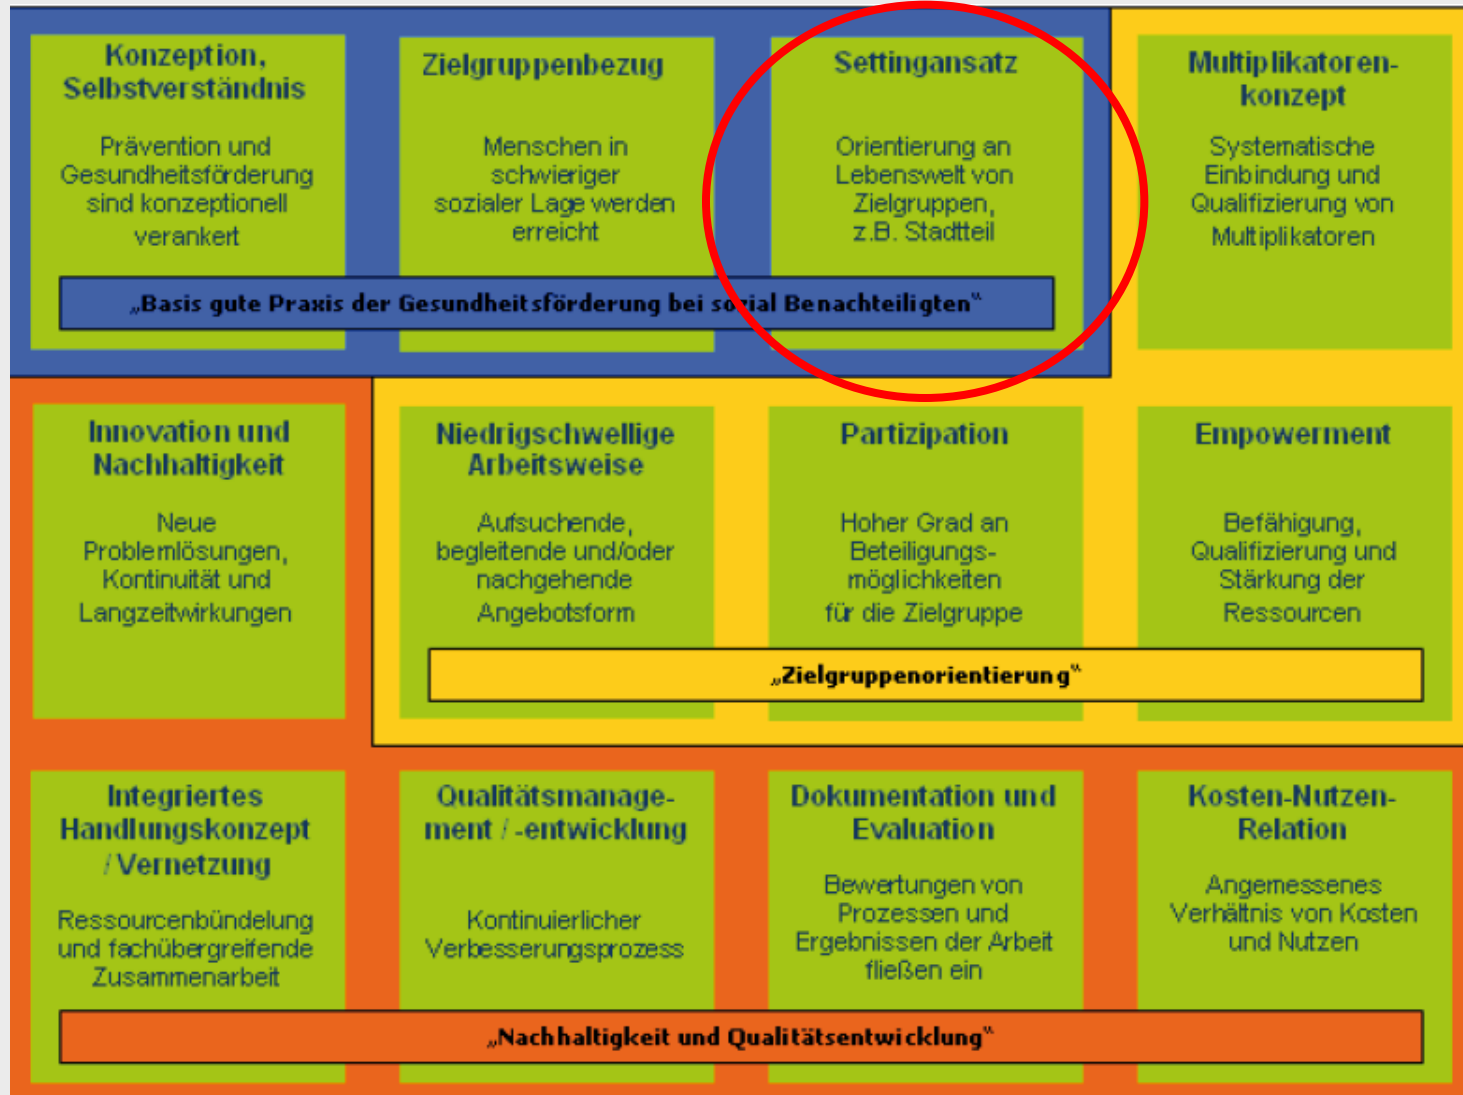 Konzeption,
Selbstverständnis
Prävention und
Gesundheitsförderung
sind konzeptionell
verankert
Zielgruppenbezug
Menschen in
schwieriger
sozialer Lage werden
erreicht
Settingansatz
Orientierung an
Lebenswelt von
Zielgruppen,
z.B. Stadtteil
Multiplikatoren-
konzept
Systematische
Einbindung und
Qualifizierung von
Multiplikatoren
„Basis gute Praxis der Gesundheitsförderung bei sozial Benachteiligten“
Innovation und
Nachhaltigkeit
Neue
Problemlösungen,
Kontinuität und
Langzeitwirkungen
Niedrigschwellige
Arbeitsweise
Aufsuchende,
begleitende und/oder
nachgehende
Angebotsform
Partizipation
Hoher Grad an
Beteiligungs-
möglichkeiten
für die Zielgruppe
Empowerment
Befähigung,
Qualifizierung und
Stärkung der
Ressourcen
„Zielgruppenorientierung“
Integriertes
Handlungskonzept
/ Vernetzung
Ressourcenbündelung
und fachübergreifende
Zusammenarbeit
Qualitätsmanage-
ment / -entwicklung
Kontinuierlicher
Verbesserungsprozess
Dokumentation und
Evaluation
Bewertungen von
Prozessen und
Ergebnissen der Arbeit
fließen ein
Kosten-Nutzen-
Relation
Angemessenes
Verhältnis von Kosten
und Nutzen
„Nachhaltigkeit und Qualitätsentwicklung“